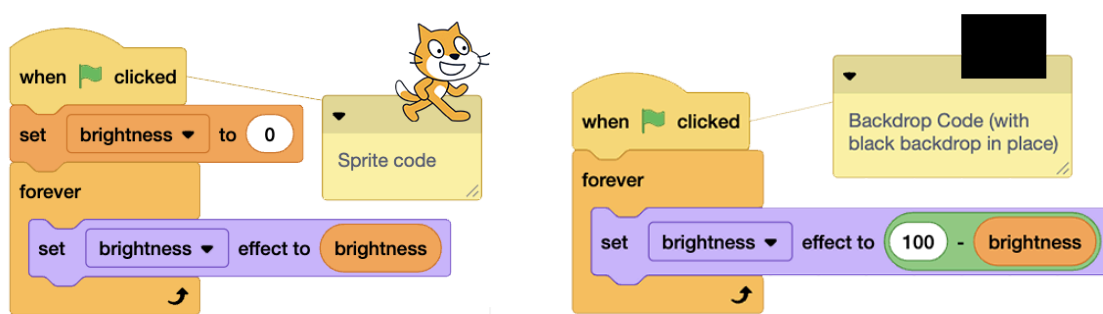 when clicked
set brightness to 0
Sprite code
forever
set brightness effect to brightness
when clicked
Backdrop Code (with
black backdrop in place)
forever
set brightness effect to 100 - brightness